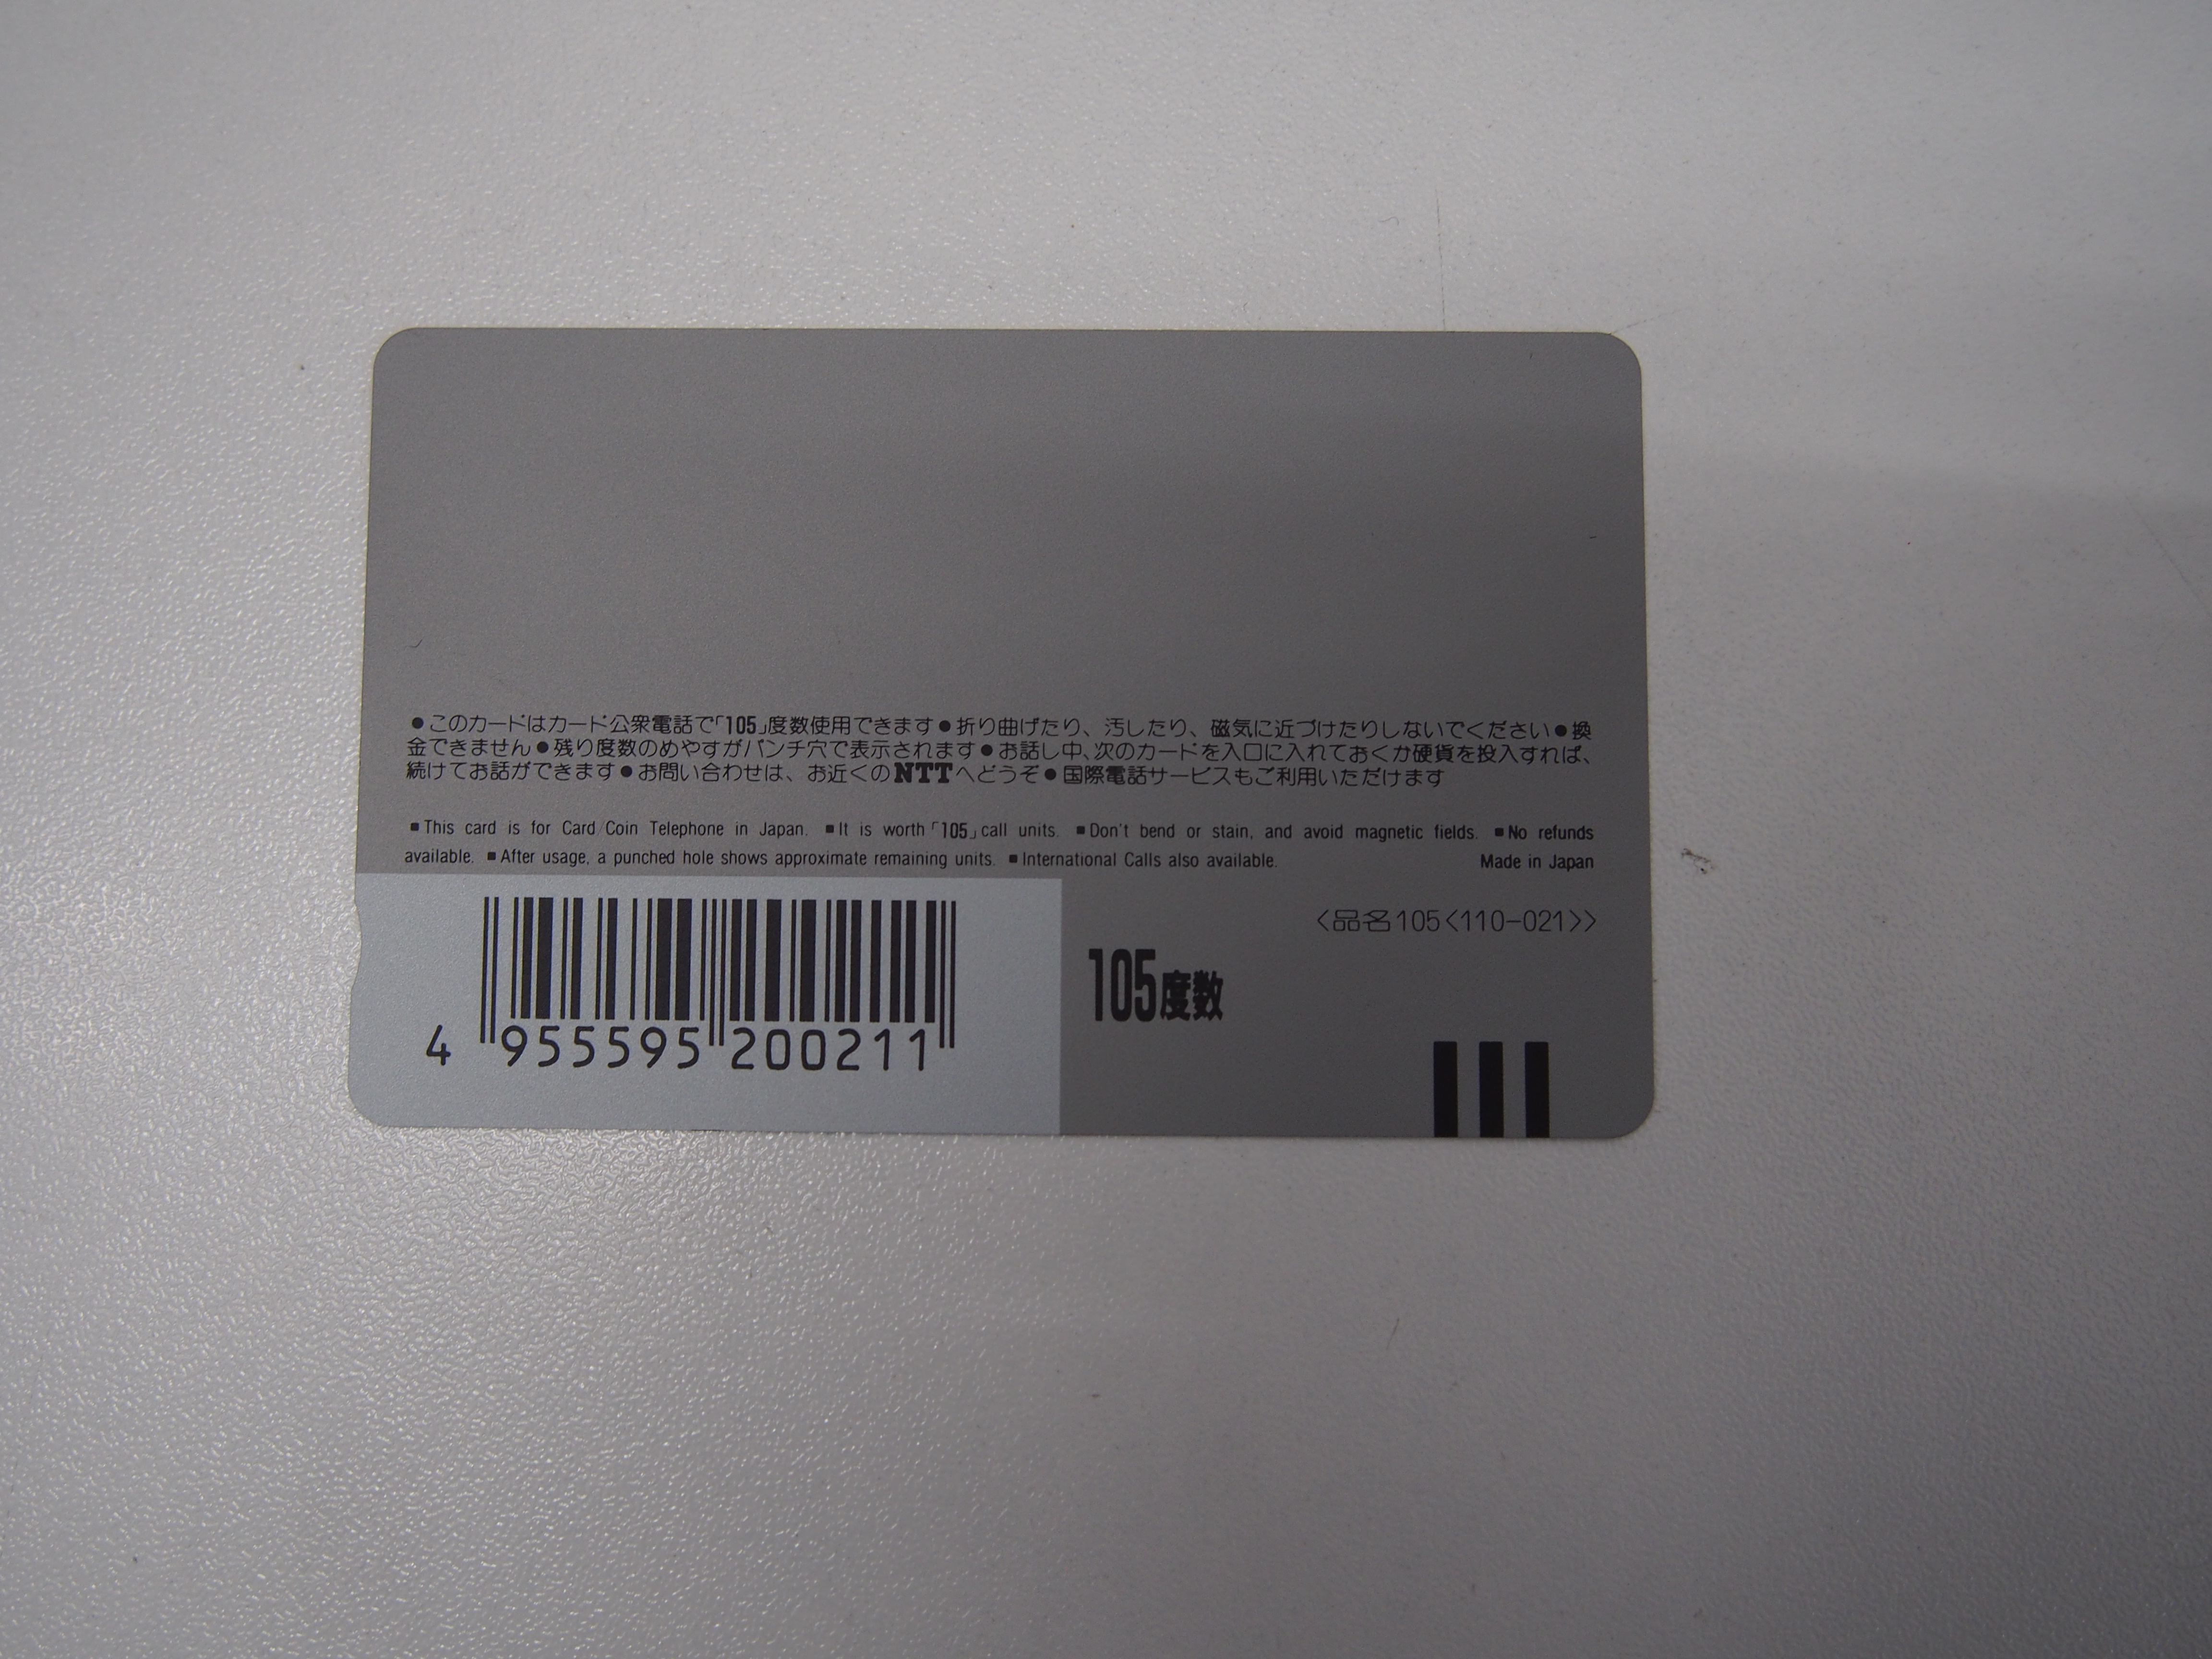 ●このカードはカード公衆電話で「105」度数使用できます●折り曲げたり、汚したり、磁気に近づけたりしないでください●換
金できません●残り度数のめやすがパンチ穴で表示されます●お話し中、次のカードを入口に入れておくか硬貨を投入すれば、
続けてお話ができます●お問い合わせは、お近くのNTTへどうぞ●国際電話サービスもご利用いただけます
■This card is for Card/Coin Telephone in Japan. ■It is worth「105」call units. ■Don't bend or stain, and avoid magnetic fields. ■No refunds
available. ■After usage, a punched hole shows approximate remaining units. ■International Calls also available. Made in Japan
〈品名105〈110-021〉〉
105度数
4 955595 200211